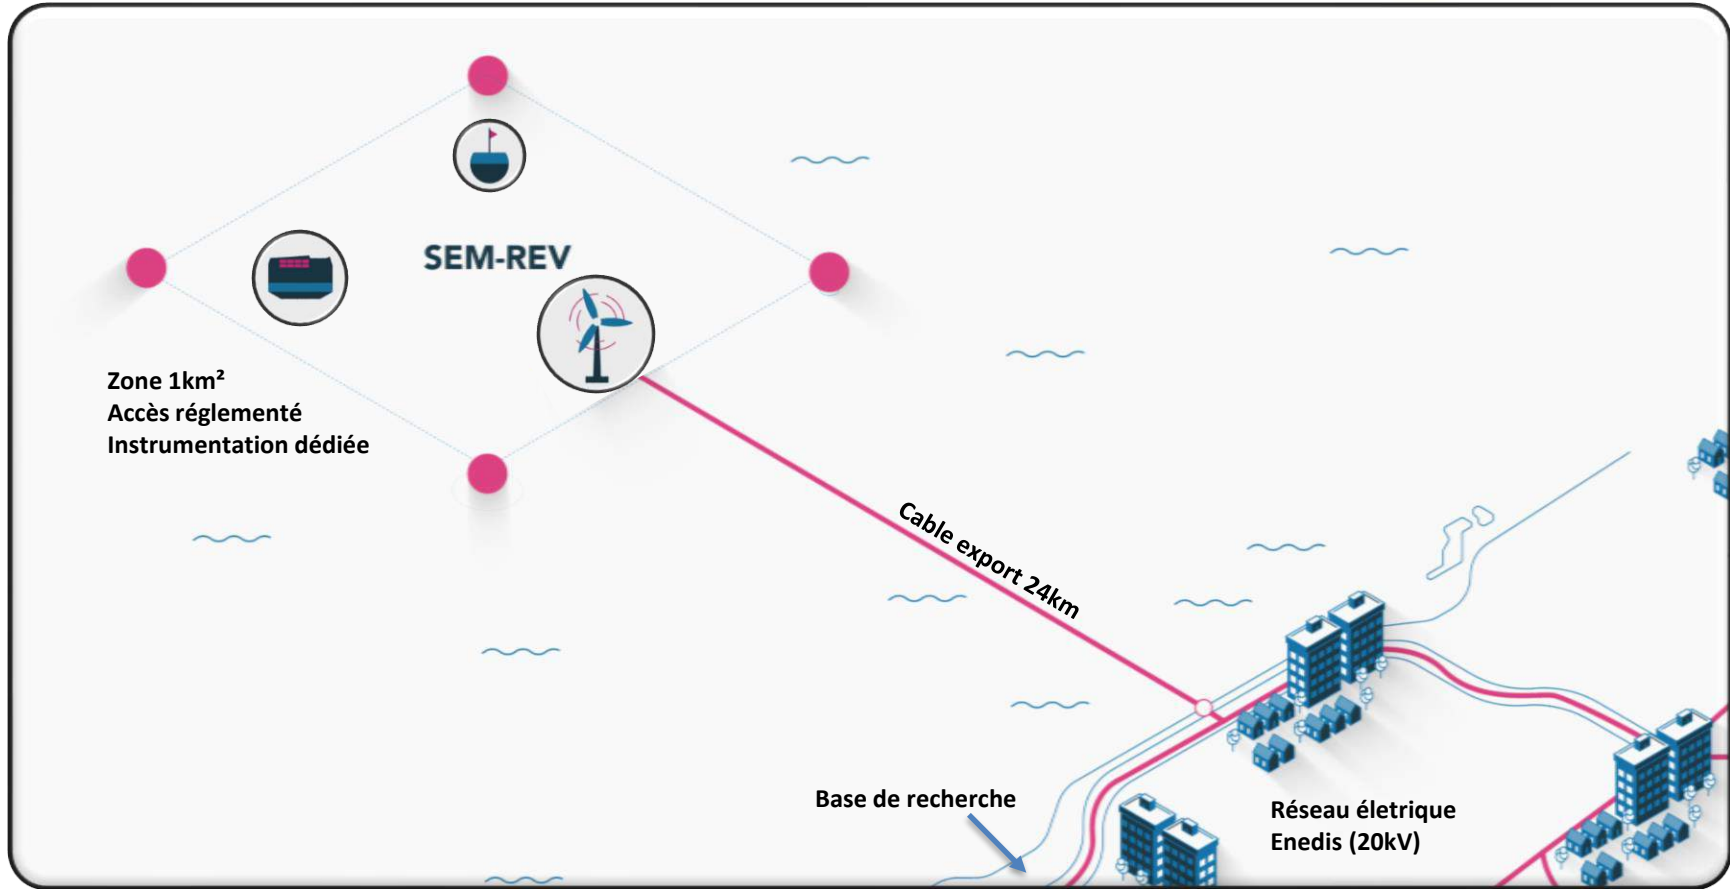 SEM-REV
Zone 1km²
Accès réglementé
Instrumentation dédiée
Cable export 24km
Base de recherche
Réseau életrique
Enedis (20kV)